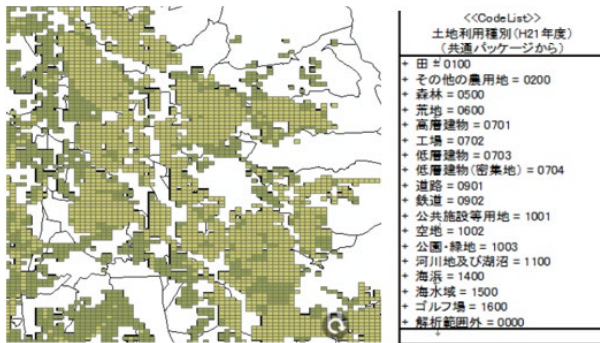 <<CodeList>>
土地利用種別(H21年度)
(共通パッケージから)
+ 田 = 0100
+ その他の農用地 = 0200
+ 森林 = 0500
+ 荒地 = 0600
+ 高層建物 = 0701
+ 工場 = 0702
+ 低層建物 = 0703
+ 低層建物(密集地) = 0704
+ 道路 = 0901
+ 鉄道 = 0902
+ 公共施設等用地 = 1001
+ 空地 = 1002
+ 公園・緑地 = 1003
+ 河川地及び湖沼 = 1100
+ 海浜 = 1400
+ 海水域 = 1500
+ ゴルフ場 = 1600
+ 解析範囲外 = 0000